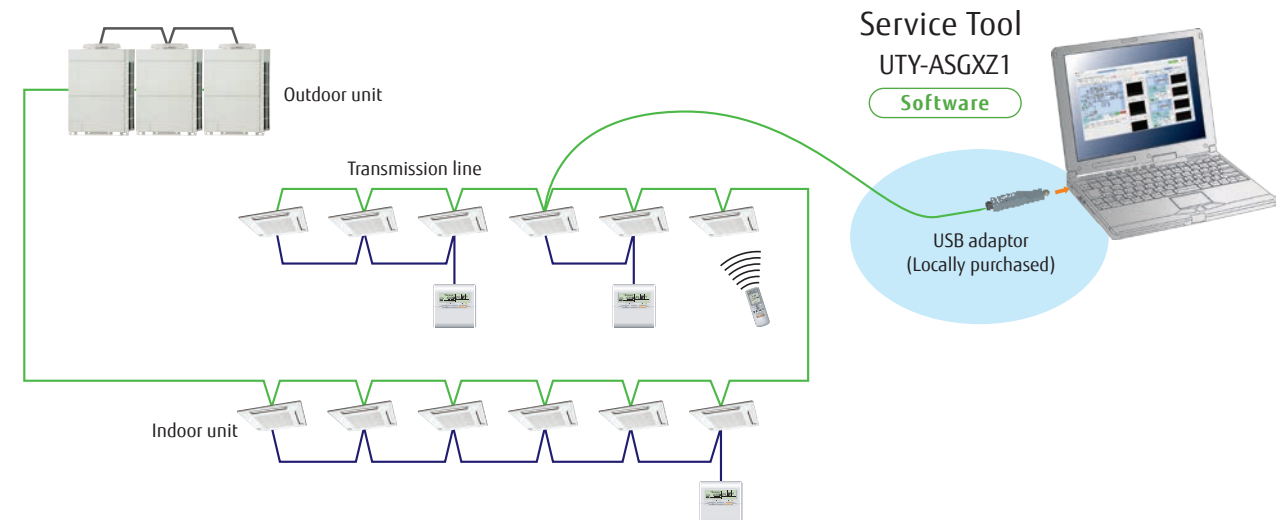 Service Tool
UTY-ASGXZ1
Software
Outdoor unit
Transmission line
USB adaptor
(Locally purchased)
Indoor unit